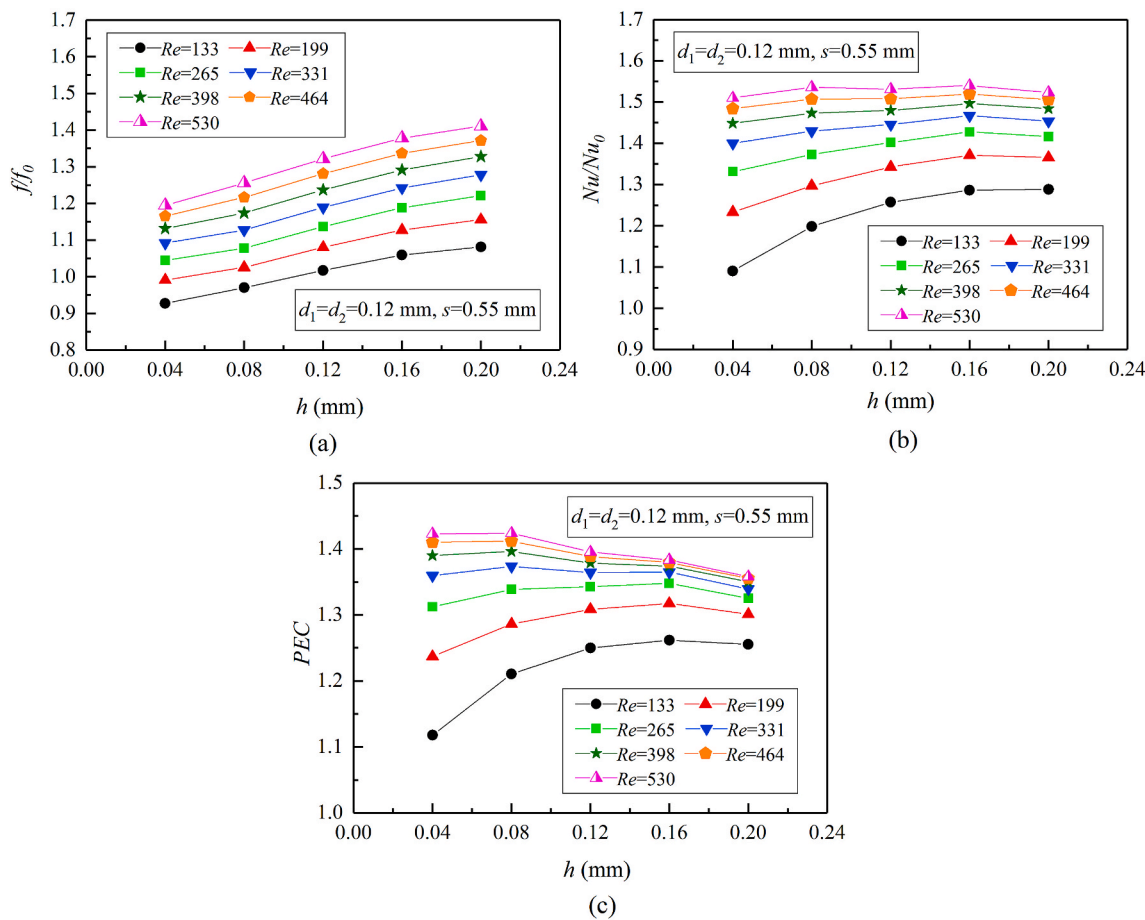 1.7
1.6
1.5
1.4
1.3
1.2
1.1
1.0
0.9
0.8
f/f₀
Re=133 Re=199
Re=265 Re=331
Re=398 Re=464
Re=530
d₁=d₂=0.12 mm, s=0.55 mm
0.00 0.04 0.08 0.12 0.16 0.20 0.24
h (mm)
(a)
1.7
1.6
1.5
1.4
1.3
1.2
1.1
1.0
0.9
Nu/Nu₀
d₁=d₂=0.12 mm, s=0.55 mm
Re=133 Re=199
Re=265 Re=331
Re=398 Re=464
Re=530
0.00 0.04 0.08 0.12 0.16 0.20 0.24
h (mm)
(b)
1.5
1.4
1.3
1.2
1.1
1.0
PEC
d₁=d₂=0.12 mm, s=0.55 mm
Re=133 Re=199
Re=265 Re=331
Re=398 Re=464
Re=530
0.00 0.04 0.08 0.12 0.16 0.20 0.24
h (mm)
(c)